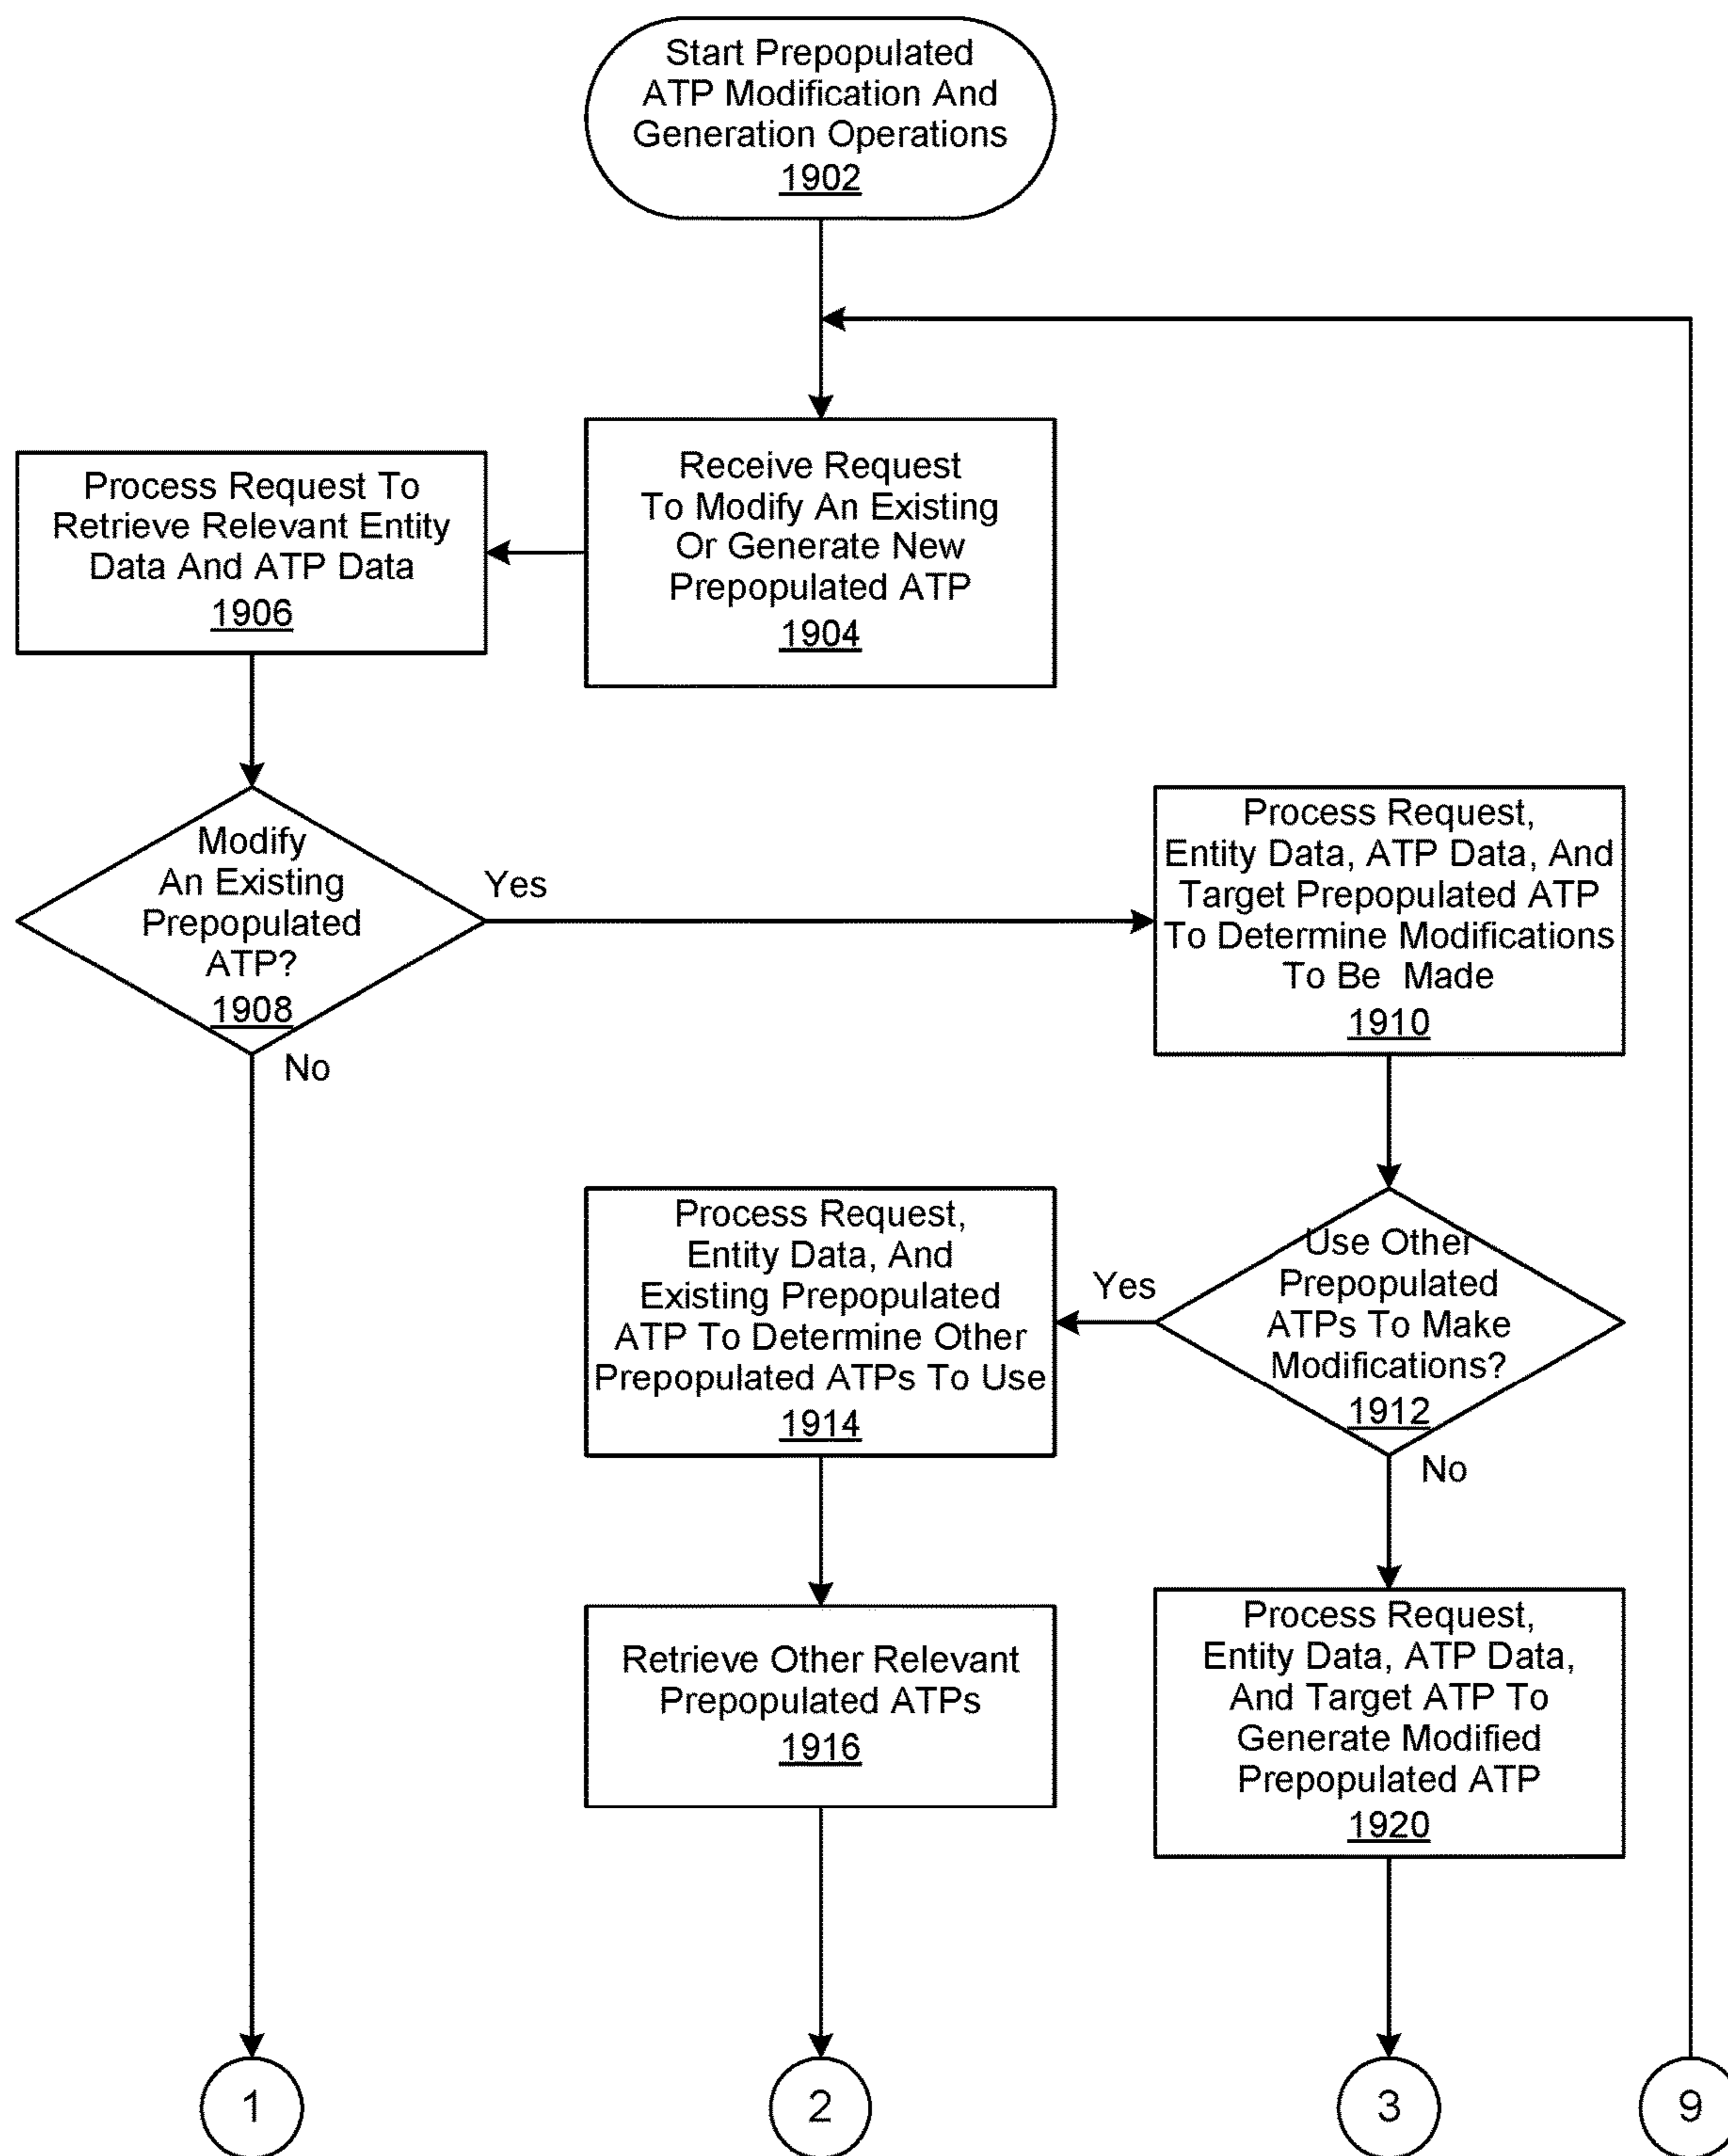 Start Prepopulated
ATP Modification And
Generation Operations
1902
Receive Request
To Modify An Existing
Or Generate New
Prepopulated ATP
1904
Process Request To
Retrieve Relevant Entity
Data And ATP Data
1906
Modify
An Existing
Prepopulated
ATP?
1908
Yes
No
Process Request,
Entity Data, ATP Data, And
Target Prepopulated ATP
To Determine Modifications
To Be Made
1910
Use Other
Prepopulated
ATPs To Make
Modifications?
1912
Yes
No
Process Request,
Entity Data, And
Existing Prepopulated
ATP To Determine Other
Prepopulated ATPs To Use
1914
Retrieve Other Relevant
Prepopulated ATPs
1916
Process Request,
Entity Data, ATP Data,
And Target ATP To
Generate Modified
Prepopulated ATP
1920
1
2
3
9